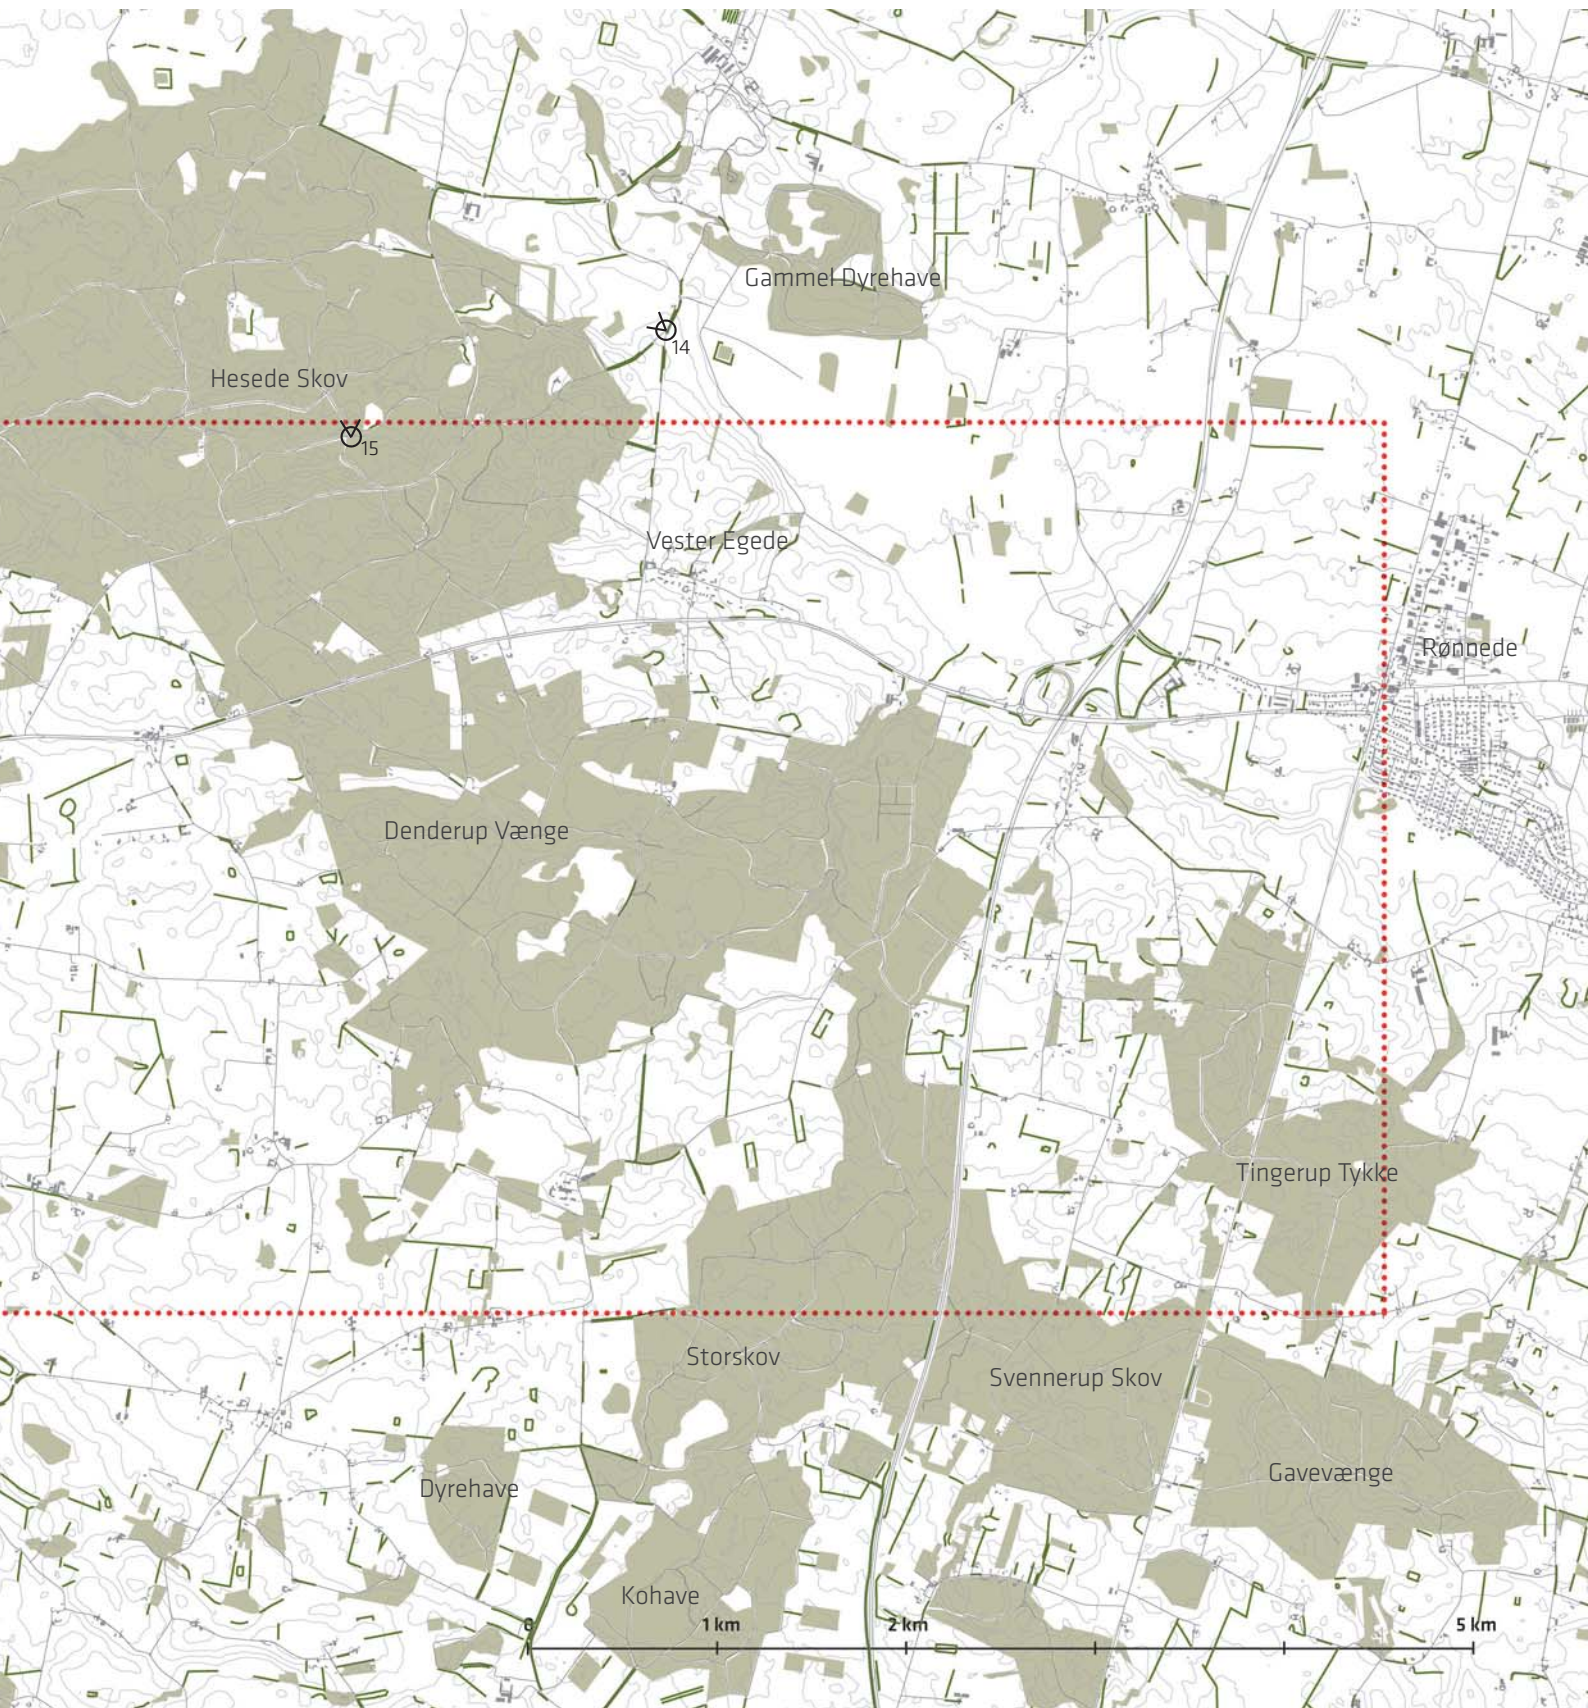 Gammel Dyrehave
14
Hesede Skov
15
Vester Egede
Rønnede
Denderup Vænge
Tingerup Tykke
Storskov
Svennerup Skov
Gavevænge
Dyrehave
Kohave
0
1 km
2 km
5 km